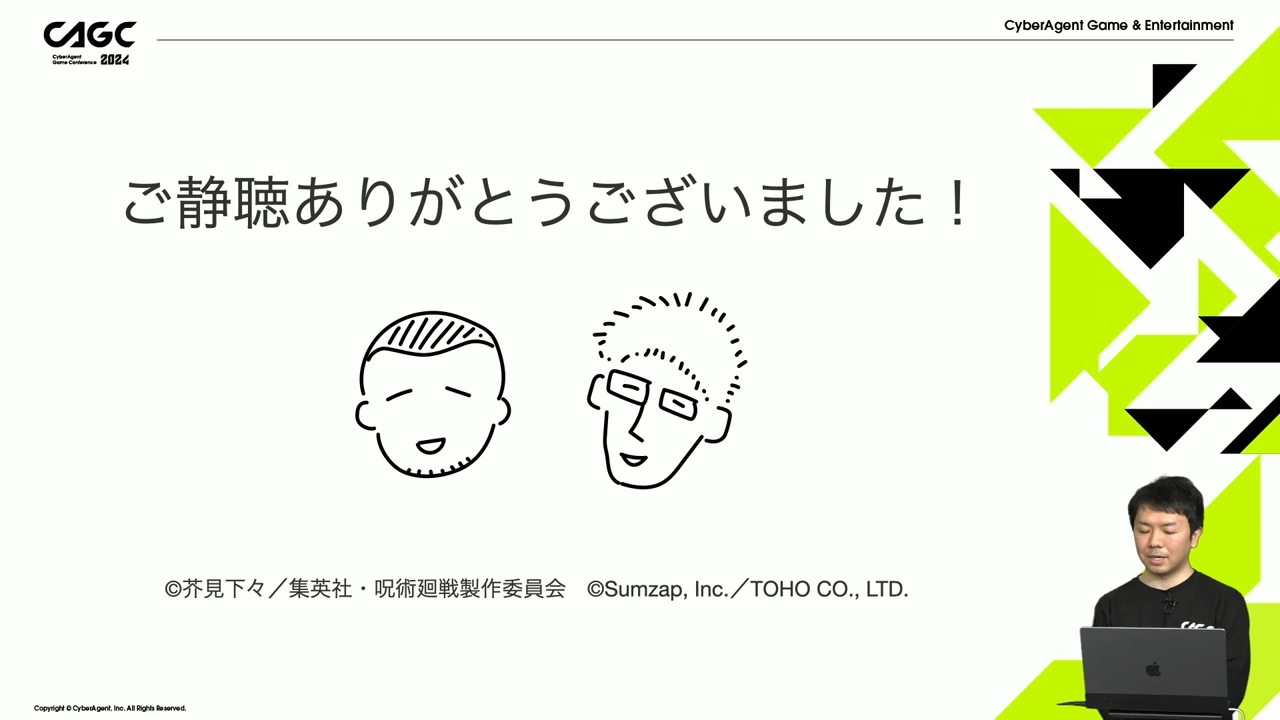 CAGC
CyberAgent
Game Conference 2024
CyberAgent Game & Entertainment
ご静聴ありがとうございました！
©芥見下々／集英社・呪術廻戦製作委員会　©Sumzap, Inc.／TOHO CO., LTD.
CAGC
Copyright © CyberAgent, Inc. All Rights Reserved.